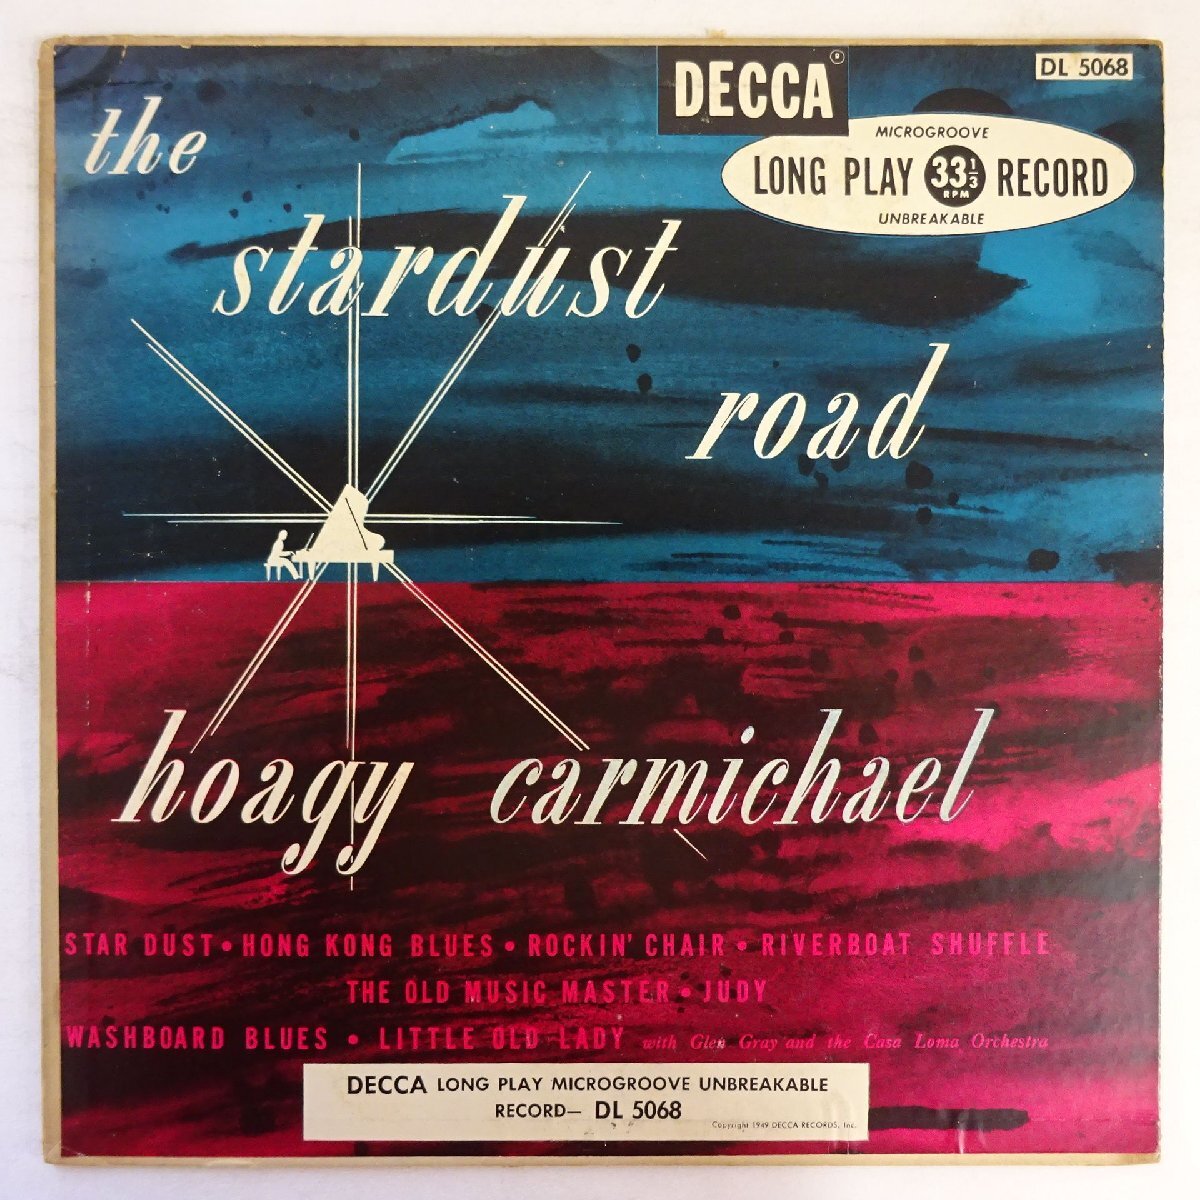 DECCA®
DL 5068
MICROGROOVE
LONG PLAY 33 1/3 RPM RECORD
UNBREAKABLE
the
stardust
road
hoagy carmichael
STAR DUST • HONG KONG BLUES • ROCKIN' CHAIR • RIVERBOAT SHUFFLE
THE OLD MUSIC MASTER • JUDY
WASHBOARD BLUES • LITTLE OLD LADY with Glen Gray and the Casa Loma Orchestra
DECCA LONG PLAY MICROGROOVE UNBREAKABLE
RECORD— DL 5068
Copyright 1949 DECCA RECORDS, Inc.